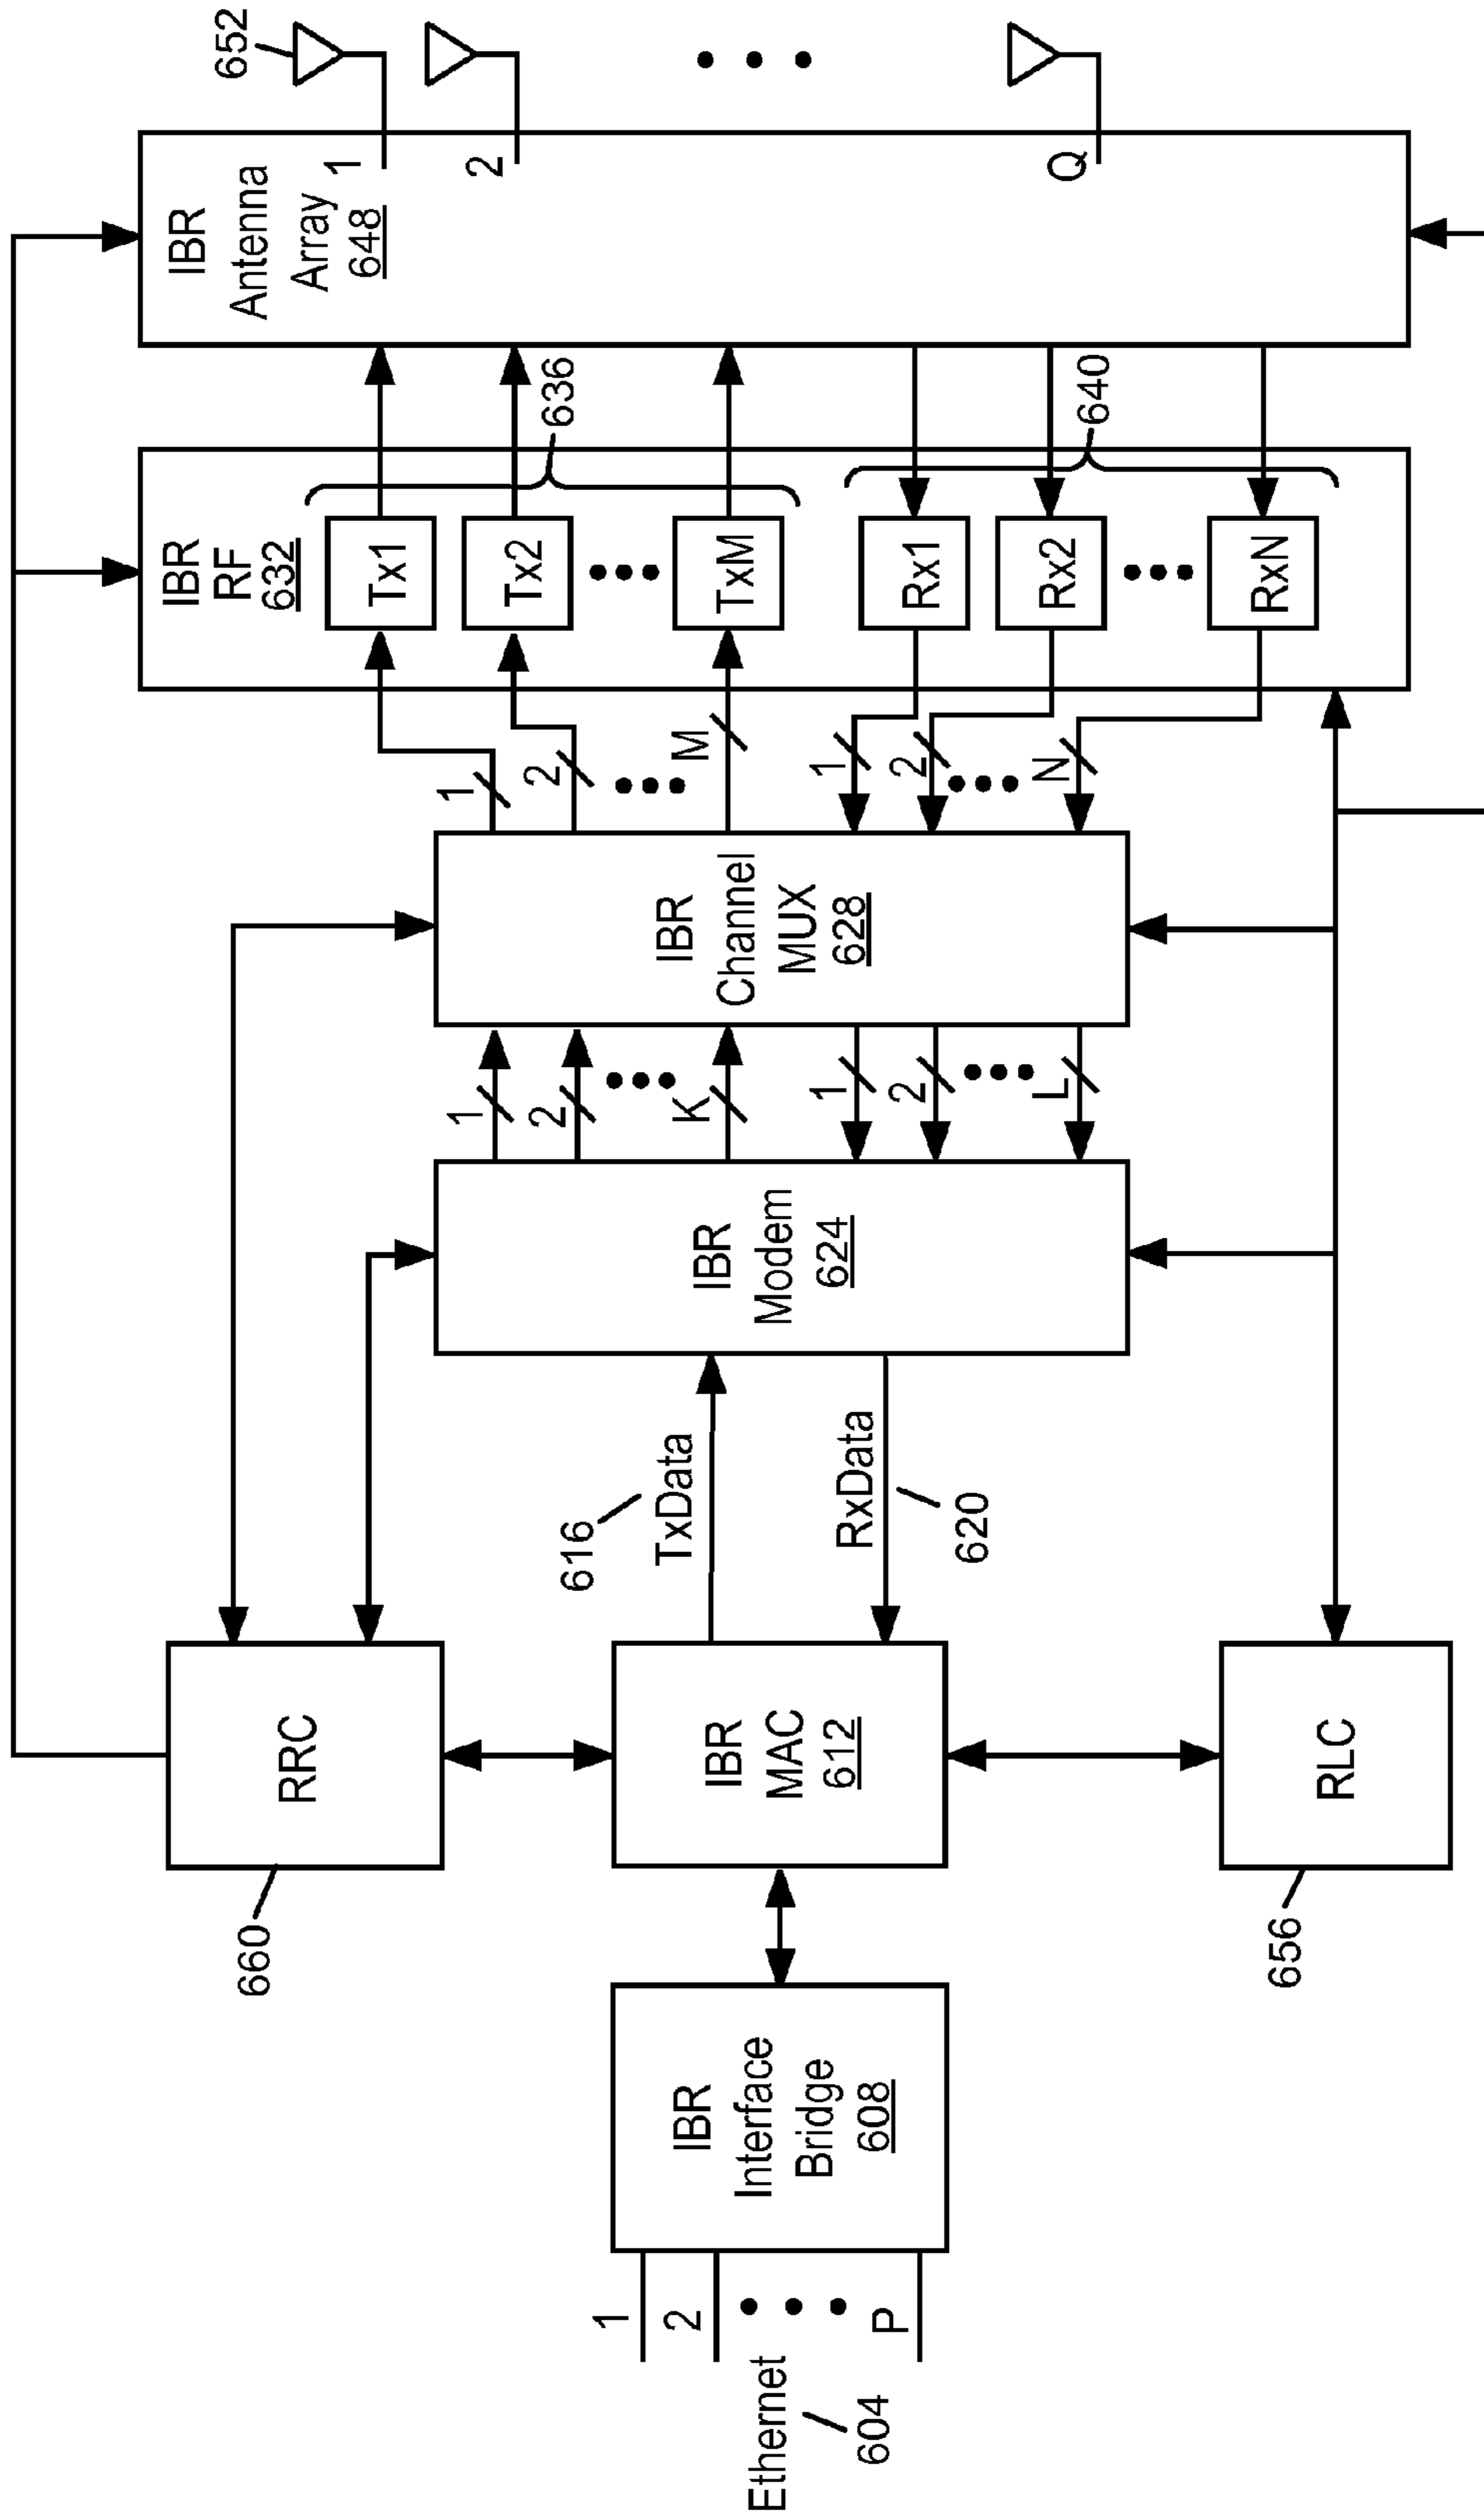 Ethernet
604
1
2
P
IBR
Interface
Bridge
608
660
RRC
IBR
MAC
612
656
RLC
616
TxData
RxData
620
IBR
Modem
624
1
2
K
1
2
L
IBR
Channel
MUX
628
1
2
M
1
2
N
IBR
RF
632
Tx1
Tx2
TxM
Rx1
Rx2
RxN
636
640
IBR
Antenna
Array
648
1
2
Q
652